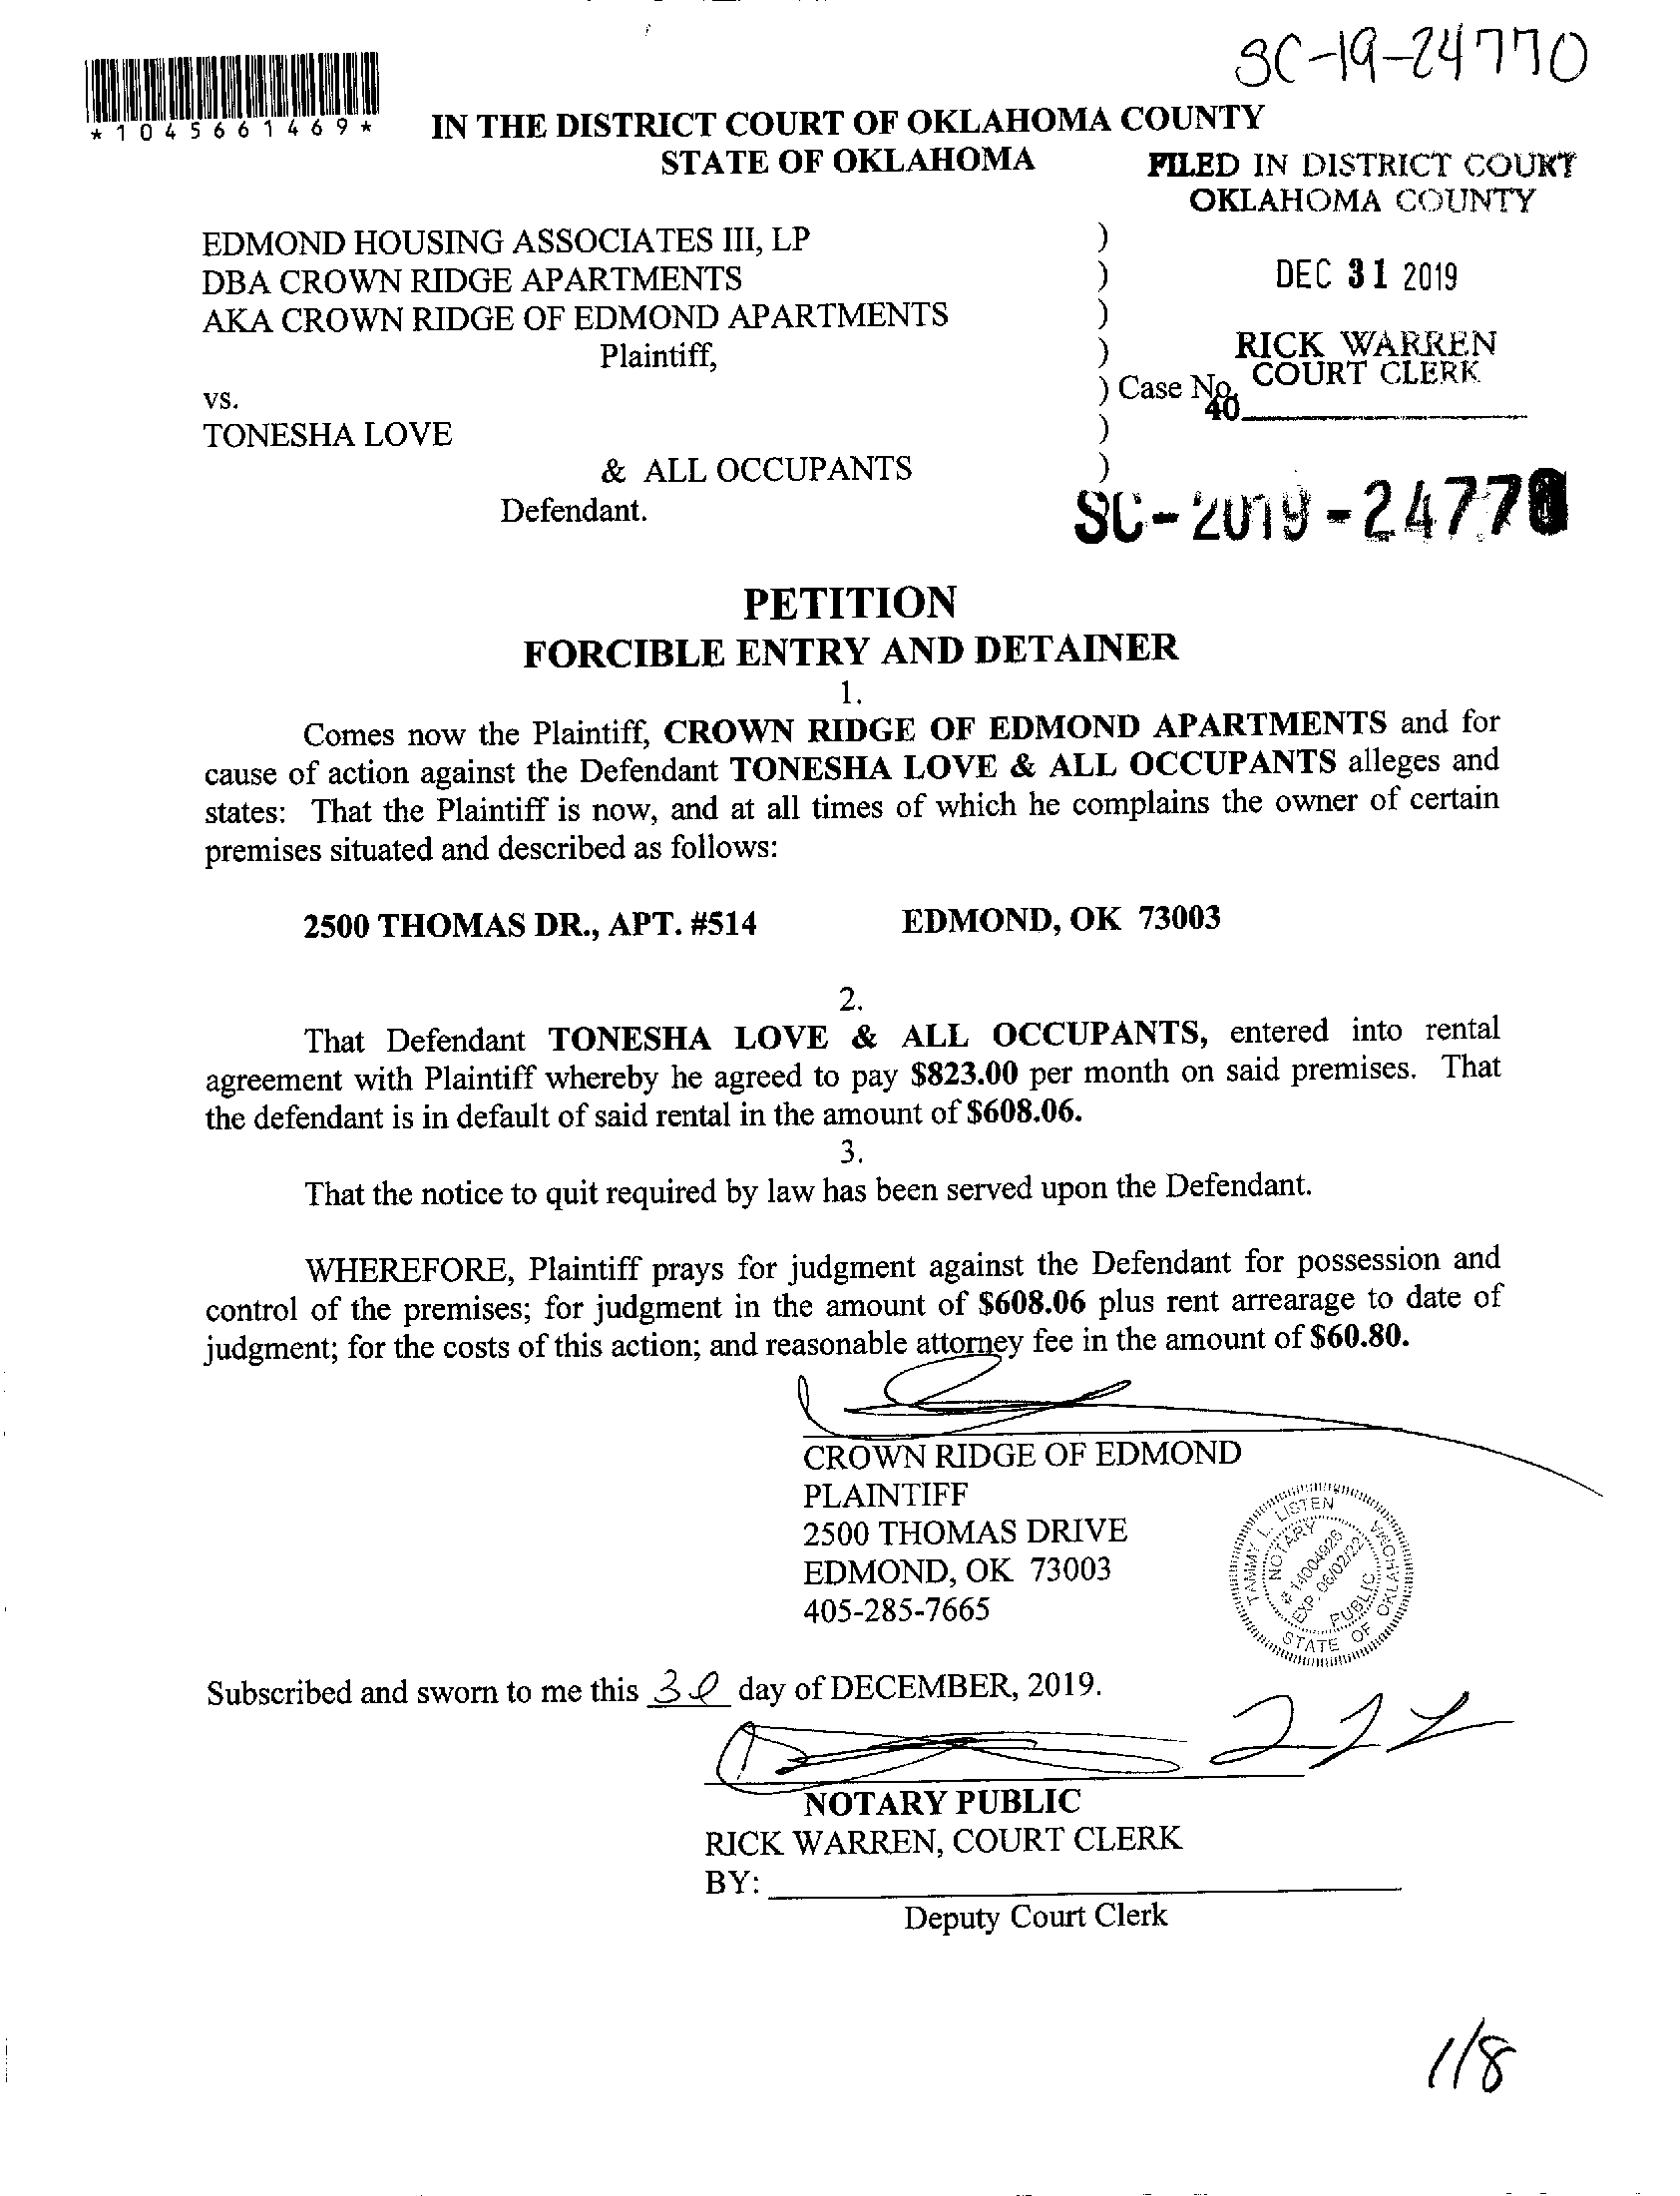 SC-19-24770
*1045661469*
IN THE DISTRICT COURT OF OKLAHOMA COUNTY
STATE OF OKLAHOMA
FILED IN DISTRICT COURT
OKLAHOMA COUNTY
EDMOND HOUSING ASSOCIATES III, LP )
DBA CROWN RIDGE APARTMENTS )
DEC 31 2019
AKA CROWN RIDGE OF EDMOND APARTMENTS )
Plaintiff, )
RICK WARREN
COURT CLERK
vs. ) Case No.
40
TONESHA LOVE )
& ALL OCCUPANTS )
Defendant.
SC-2019-24770
PETITION
FORCIBLE ENTRY AND DETAINER
1.
Comes now the Plaintiff, CROWN RIDGE OF EDMOND APARTMENTS and for
cause of action against the Defendant TONESHA LOVE & ALL OCCUPANTS alleges and
states: That the Plaintiff is now, and at all times of which he complains the owner of certain
premises situated and described as follows:
2500 THOMAS DR., APT. #514 EDMOND, OK 73003
2.
That Defendant TONESHA LOVE & ALL OCCUPANTS, entered into rental
agreement with Plaintiff whereby he agreed to pay $823.00 per month on said premises. That
the defendant is in default of said rental in the amount of $608.06.
3.
That the notice to quit required by law has been served upon the Defendant.
WHEREFORE, Plaintiff prays for judgment against the Defendant for possession and
control of the premises; for judgment in the amount of $608.06 plus rent arrearage to date of
judgment; for the costs of this action; and reasonable attorney fee in the amount of $60.80.
CROWN RIDGE OF EDMOND
PLAINTIFF
2500 THOMAS DRIVE
EDMOND, OK 73003
405-285-7665
TAMMY L. LISTEN
NOTARY
# 14004926
EXP. 06/02/22
PUBLIC
STATE OF OKLAHOMA
Subscribed and sworn to me this day of DECEMBER, 2019.
NOTARY PUBLIC
RICK WARREN, COURT CLERK
BY:
Deputy Court Clerk
1/8